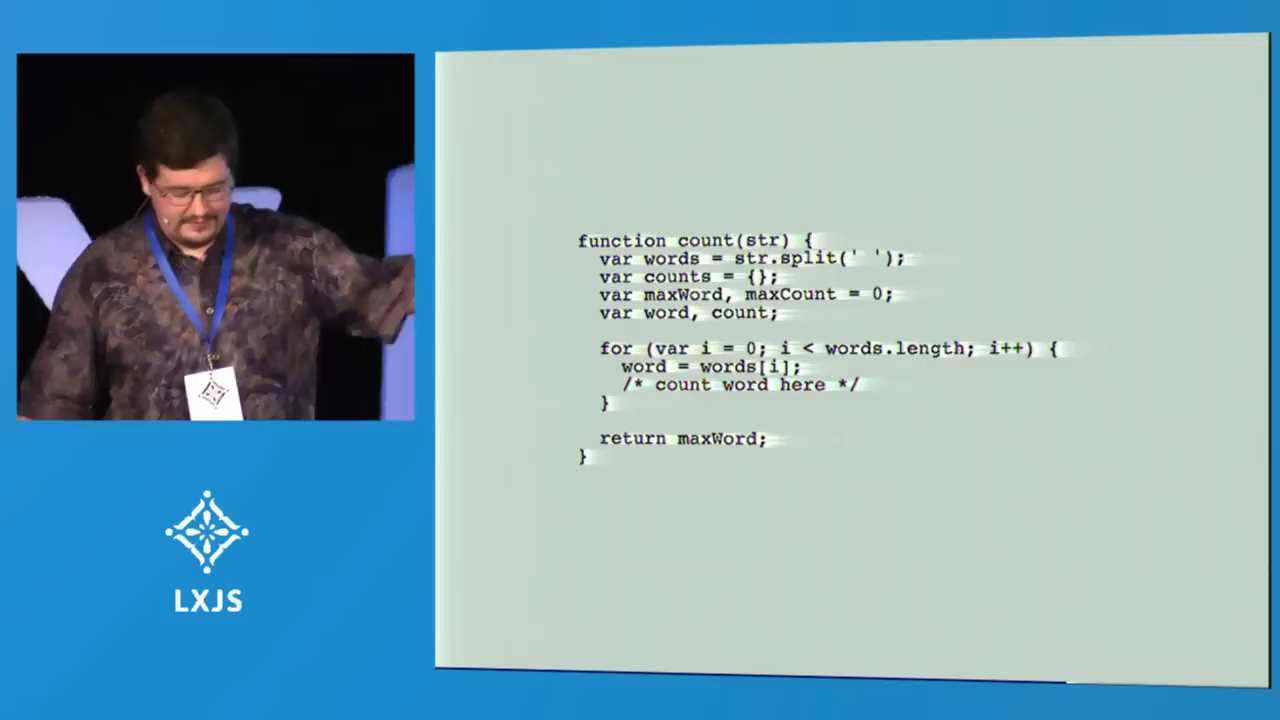 LXJS
function count(str) {
  var words = str.split(' ');
  var counts = {};
  var maxWord, maxCount = 0;
  var word, count;

  for (var i = 0; i < words.length; i++) {
    word = words[i];
    /* count word here */
  }

  return maxWord;
}